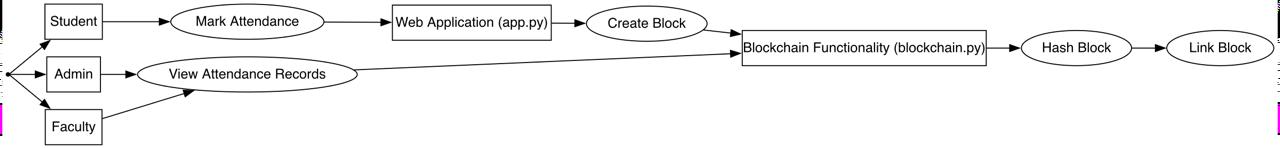 Student
Mark Attendance
Web Application (app.py)
Create Block
Blockchain Functionality (blockchain.py)
Hash Block
Link Block
Admin
View Attendance Records
Faculty